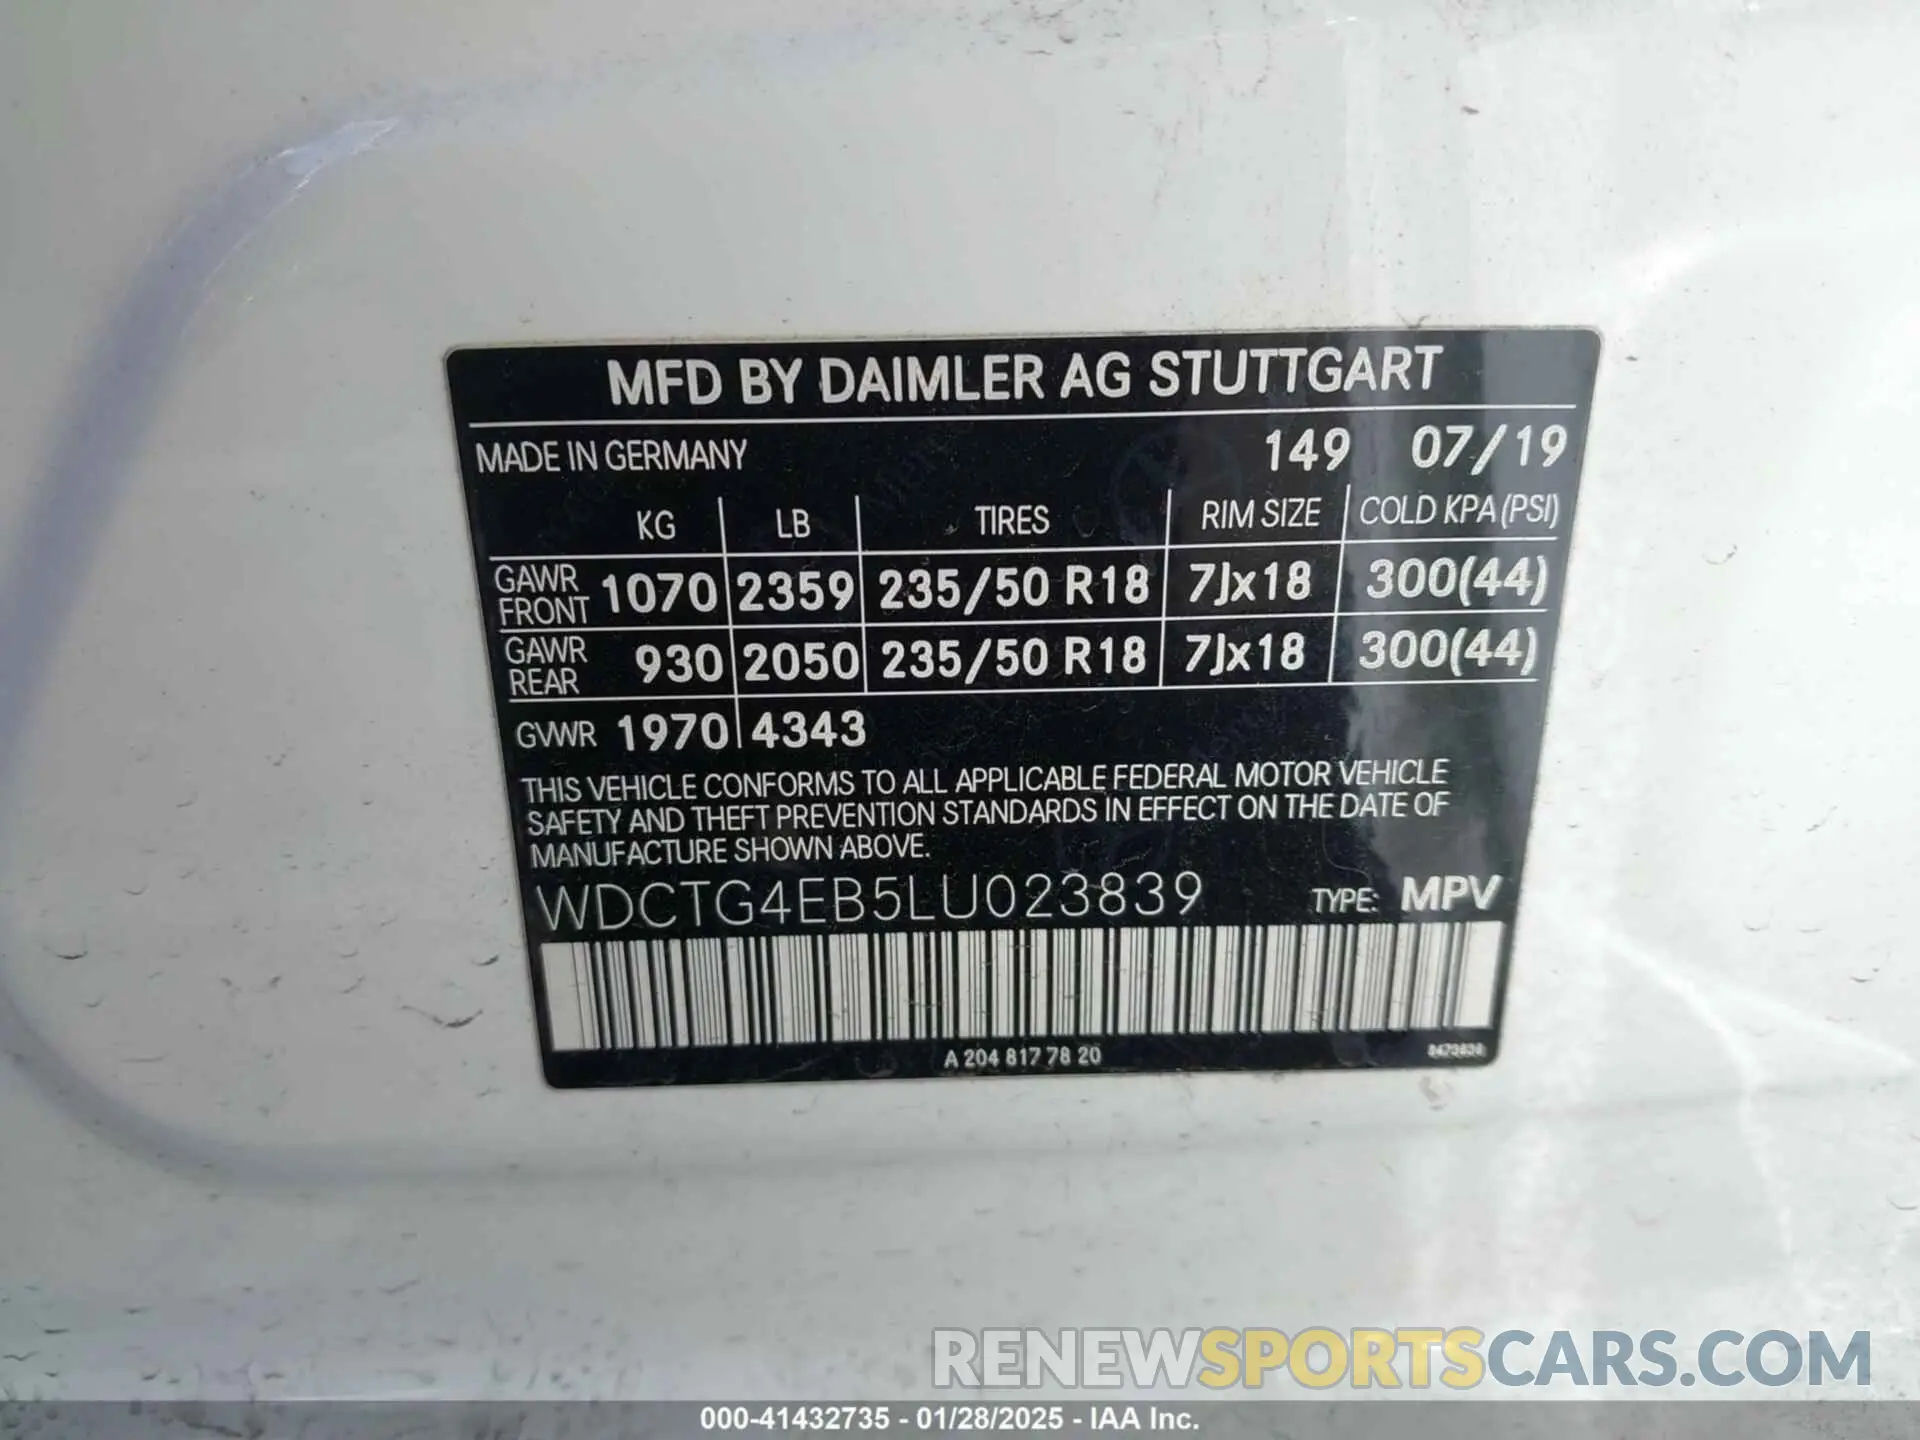 MFD BY DAIMLER AG STUTTGART
MADE IN GERMANY 149 07/19
KG LB TIRES RIM SIZE COLD KPA (PSI)
GAWR FRONT 1070 2359 235/50 R18 7Jx18 300(44)
GAWR REAR 930 2050 235/50 R18 7Jx18 300(44)
GVWR 1970 4343
THIS VEHICLE CONFORMS TO ALL APPLICABLE FEDERAL MOTOR VEHICLE
SAFETY AND THEFT PREVENTION STANDARDS IN EFFECT ON THE DATE OF
MANUFACTURE SHOWN ABOVE.
WDCTG4EB5LU023839 TYPE: MPV
A 204 817 78 20
RENEWSPORTSCARS.COM
000-41432735 - 01/28/2025 - IAA Inc.